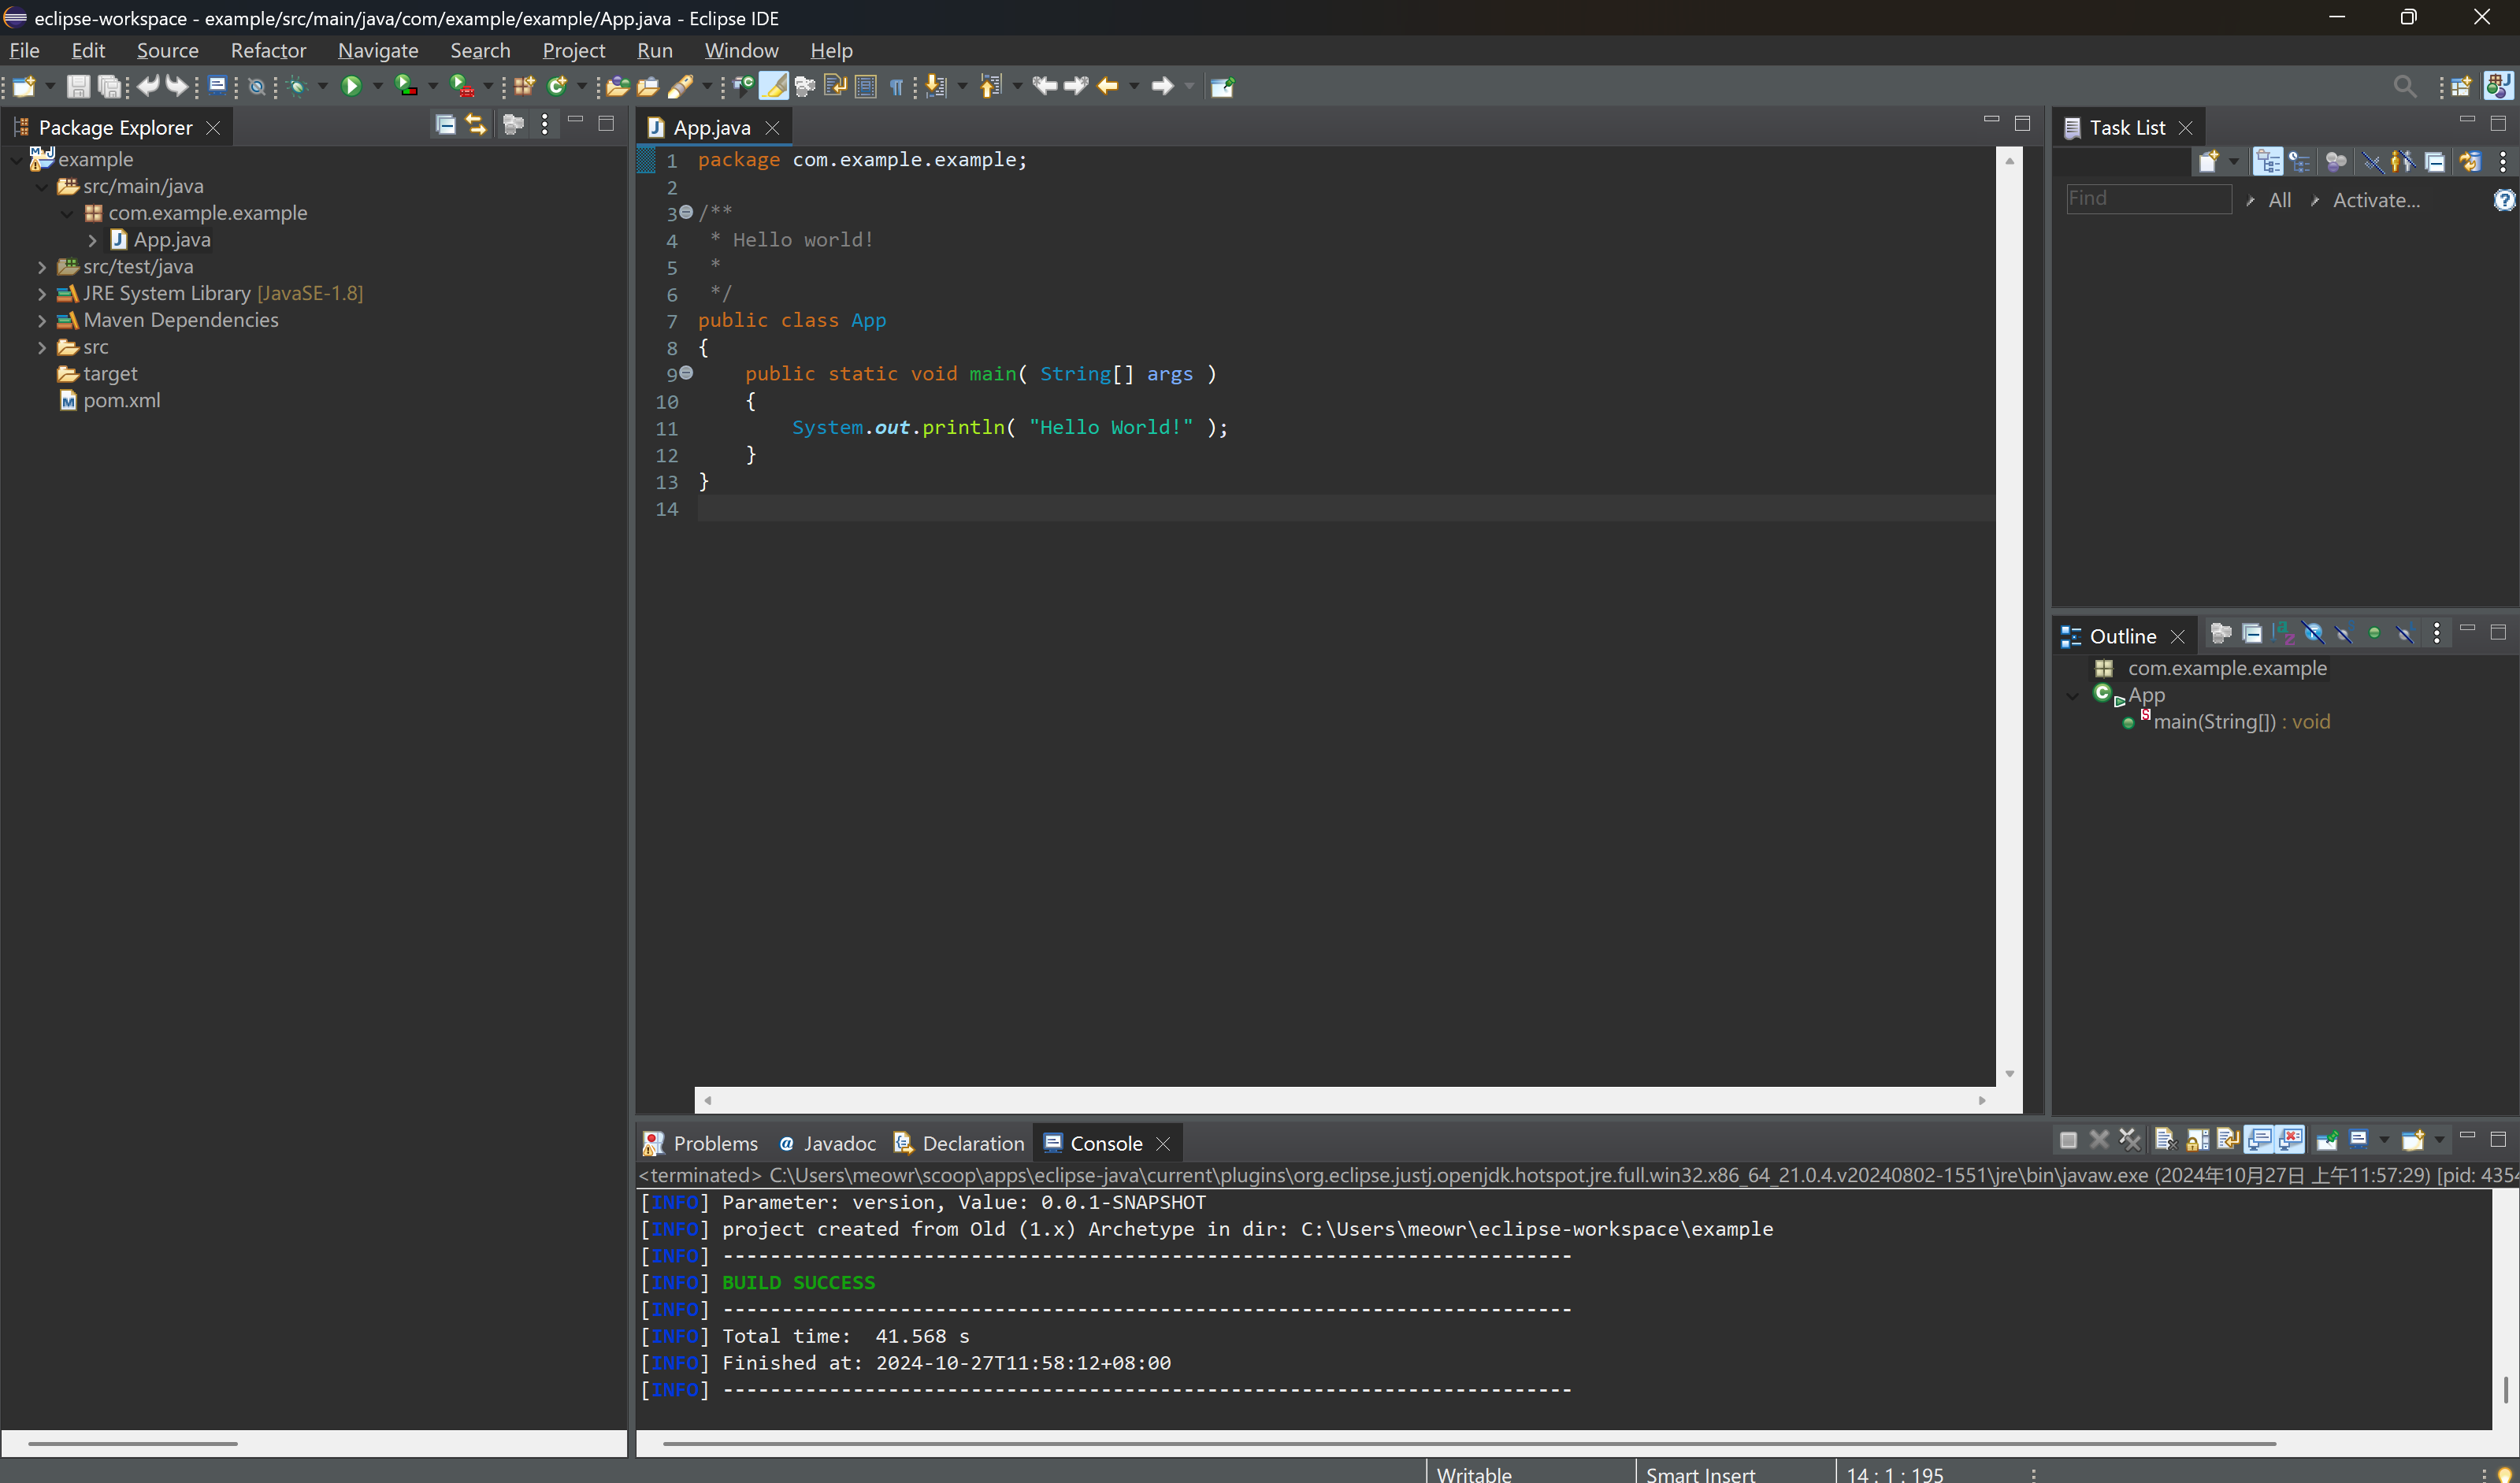 eclipse-workspace - example/src/main/java/com/example/example/App.java - Eclipse IDE
File Edit Source Refactor Navigate Search Project Run Window Help
Package Explorer
example
src/main/java
com.example.example
App.java
src/test/java
JRE System Library [JavaSE-1.8]
Maven Dependencies
src
target
pom.xml
App.java
1 package com.example.example;
2
3 /**
4 * Hello world!
5 *
6 */
7 public class App
8 {
9 public static void main( String[] args )
10 {
11 System.out.println( "Hello World!" );
12 }
13 }
14
Task List
Find All Activate...
Outline
com.example.example
App
main(String[]) : void
Problems Javadoc Declaration Console
<terminated> C:\Users\meowr\scoop\apps\eclipse-java\current\plugins\org.eclipse.justj.openjdk.hotspot.jre.full.win32.x86_64_21.0.4.v20240802-1551\jre\bin\javaw.exe (2024年10月27日 上午11:57:29) [pid: 4354
[INFO] Parameter: version, Value: 0.0.1-SNAPSHOT
[INFO] project created from Old (1.x) Archetype in dir: C:\Users\meowr\eclipse-workspace\example
[INFO] ------------------------------------------------------------------------
[INFO] BUILD SUCCESS
[INFO] ------------------------------------------------------------------------
[INFO] Total time:  41.568 s
[INFO] Finished at: 2024-10-27T11:58:12+08:00
[INFO] ------------------------------------------------------------------------
Writable Smart Insert 14 : 1 : 195